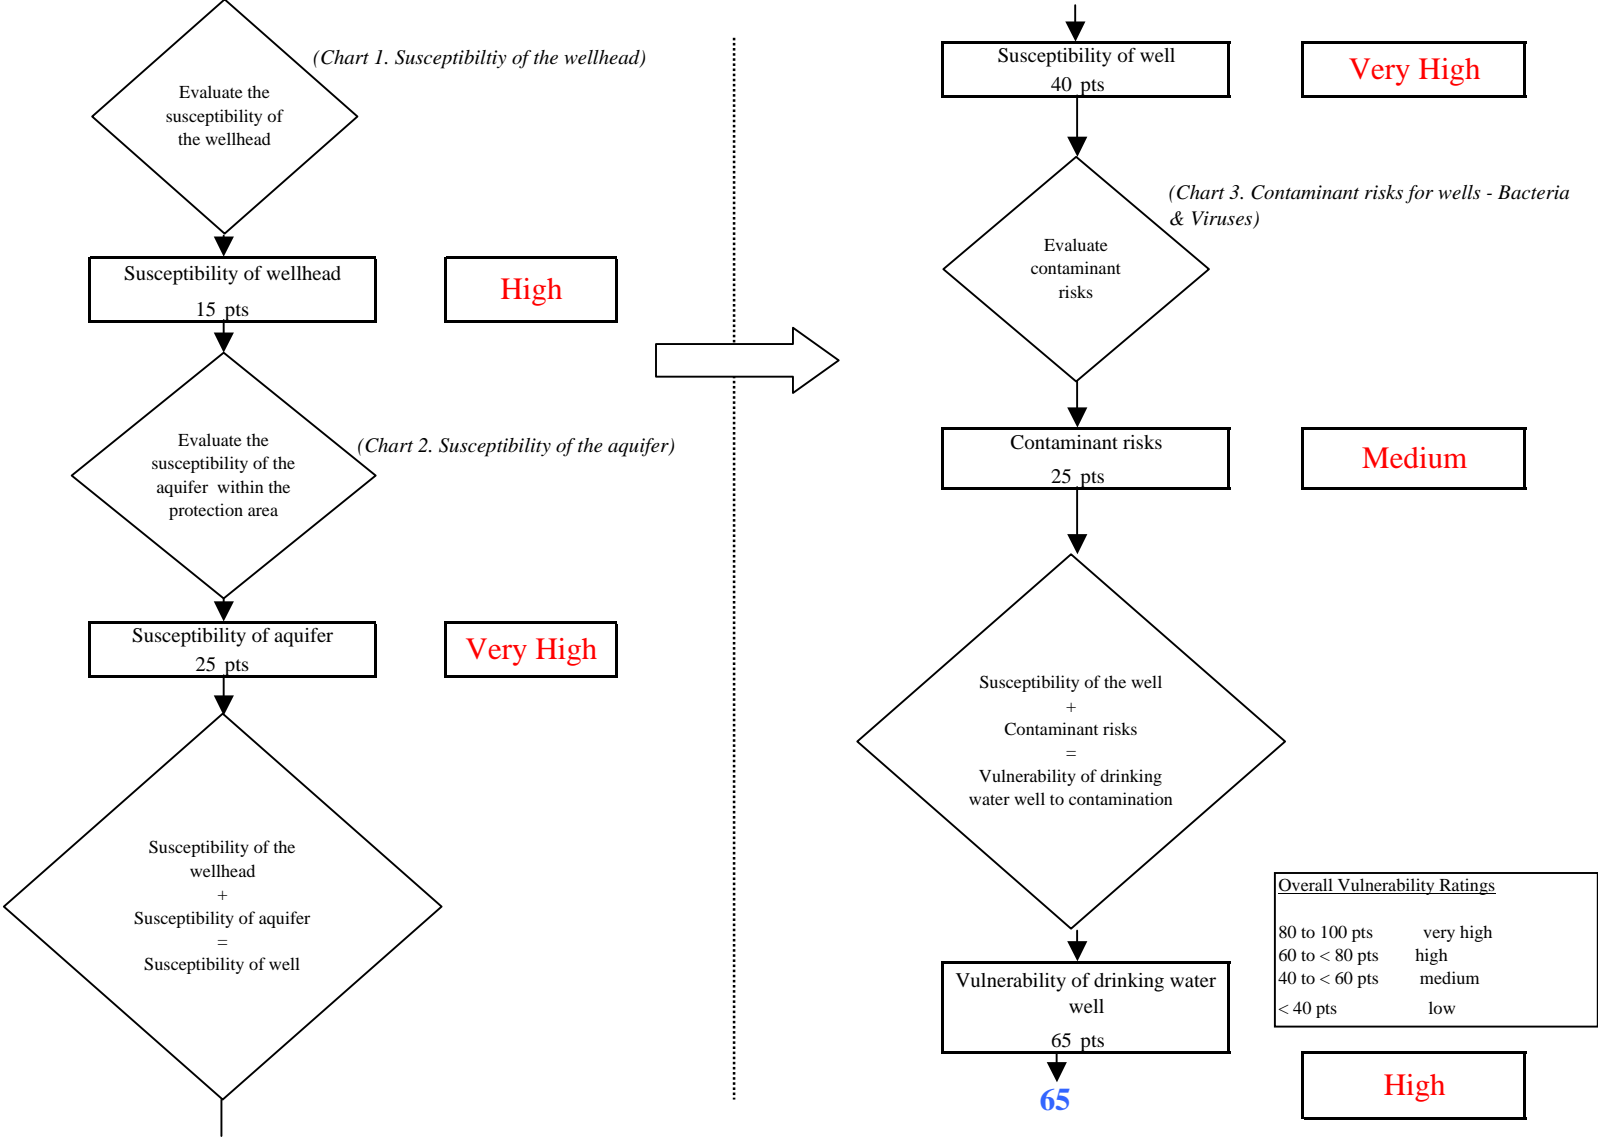 (Chart 1. Susceptibiltiy of the wellhead)
Evaluate the
susceptibility of
the wellhead
Susceptibility of wellhead
15 pts
High
Evaluate the
susceptibility of the
aquifer within the
protection area
(Chart 2. Susceptibility of the aquifer)
Susceptibility of aquifer
25 pts
Very High
Susceptibility of the
wellhead
+
Susceptibility of aquifer
=
Susceptibility of well
Susceptibility of well
40 pts
Very High
(Chart 3. Contaminant risks for wells - Bacteria
& Viruses)
Evaluate
contaminant
risks
Contaminant risks
25 pts
Medium
Susceptibility of the well
+
Contaminant risks
=
Vulnerability of drinking
water well to contamination
Overall Vulnerability Ratings
80 to 100 pts very high
60 to < 80 pts high
40 to < 60 pts medium
< 40 pts low
Vulnerability of drinking water
well
65 pts
65
High